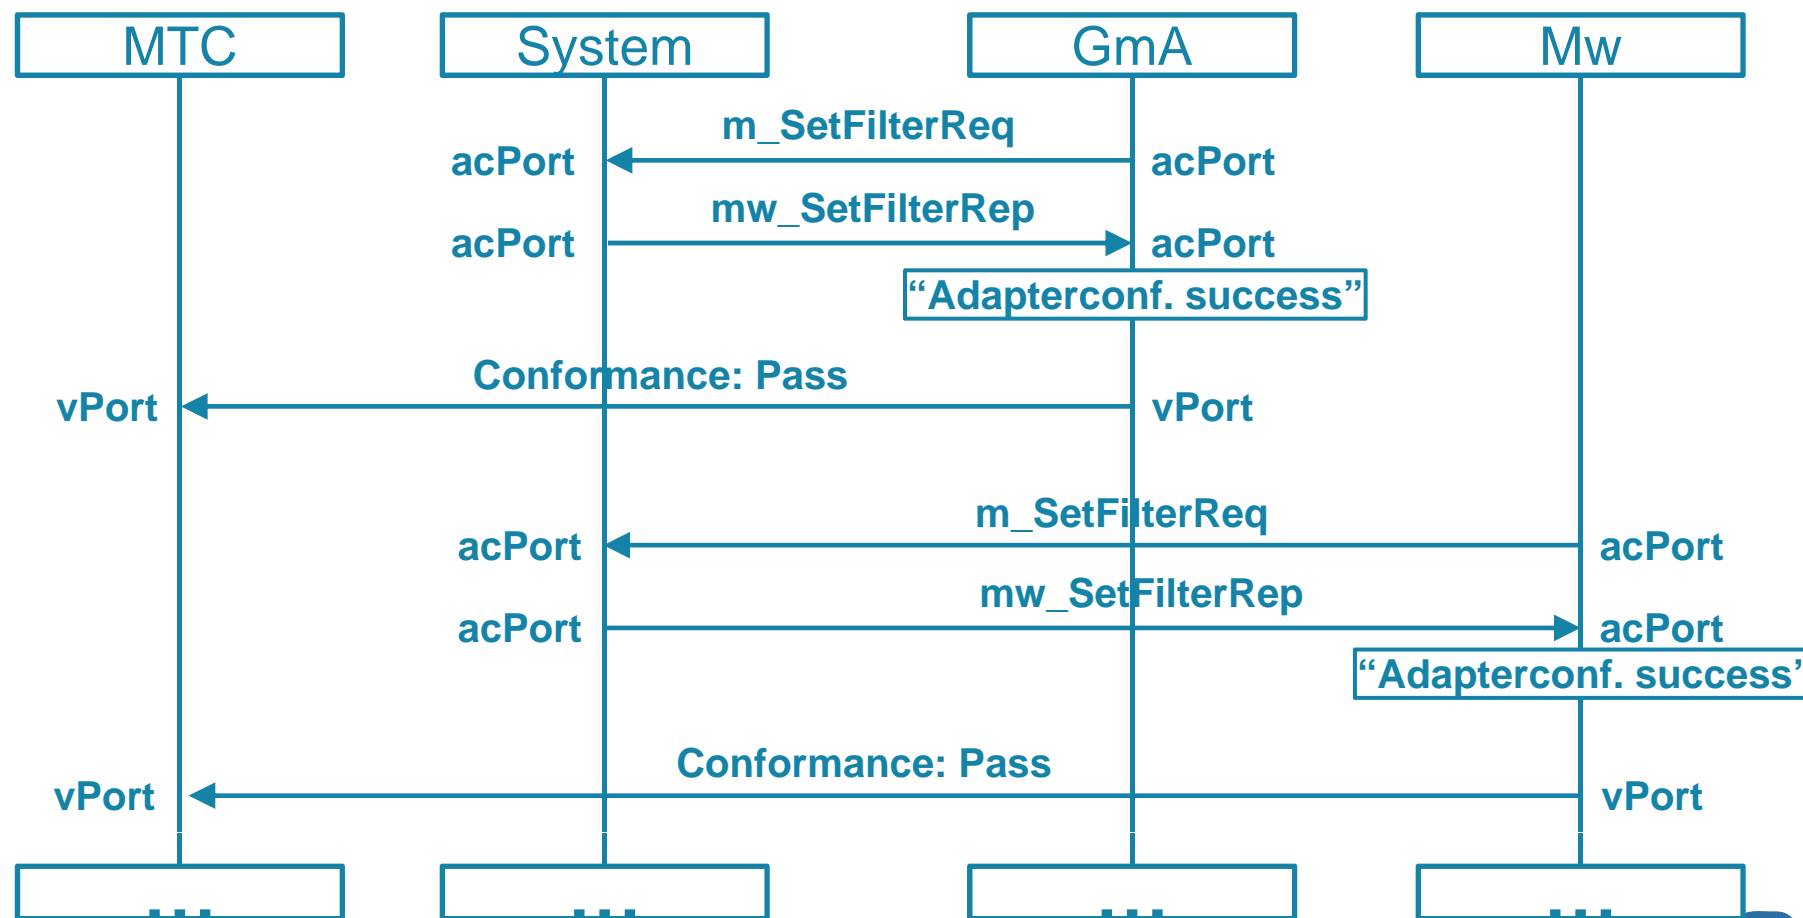 MTC System GmA Mw
m_SetFilterReq
acPort acPort
mw_SetFilterRep
acPort acPort
“Adapterconf. success”
Conformance: Pass
vPort vPort
m_SetFilterReq
acPort acPort
mw_SetFilterRep
acPort acPort
“Adapterconf. success”
Conformance: Pass
vPort vPort
... ... ... ...